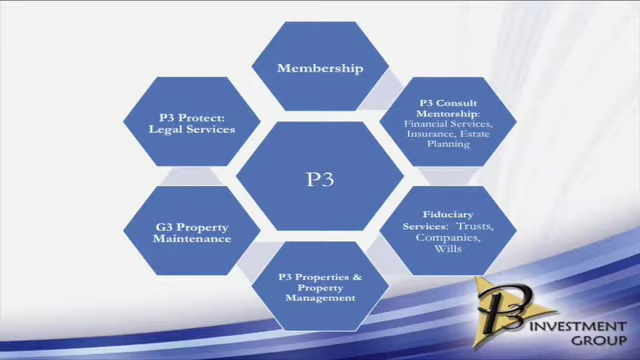 Membership
P3 Consult
Mentorship:
Financial Services,
Insurance, Estate
Planning
Fiduciary
Services: Trusts,
Companies,
Wills
P3 Properties &
Property
Management
G3 Property
Maintenance
P3 Protect:
Legal Services
P3
P3
INVESTMENT
GROUP